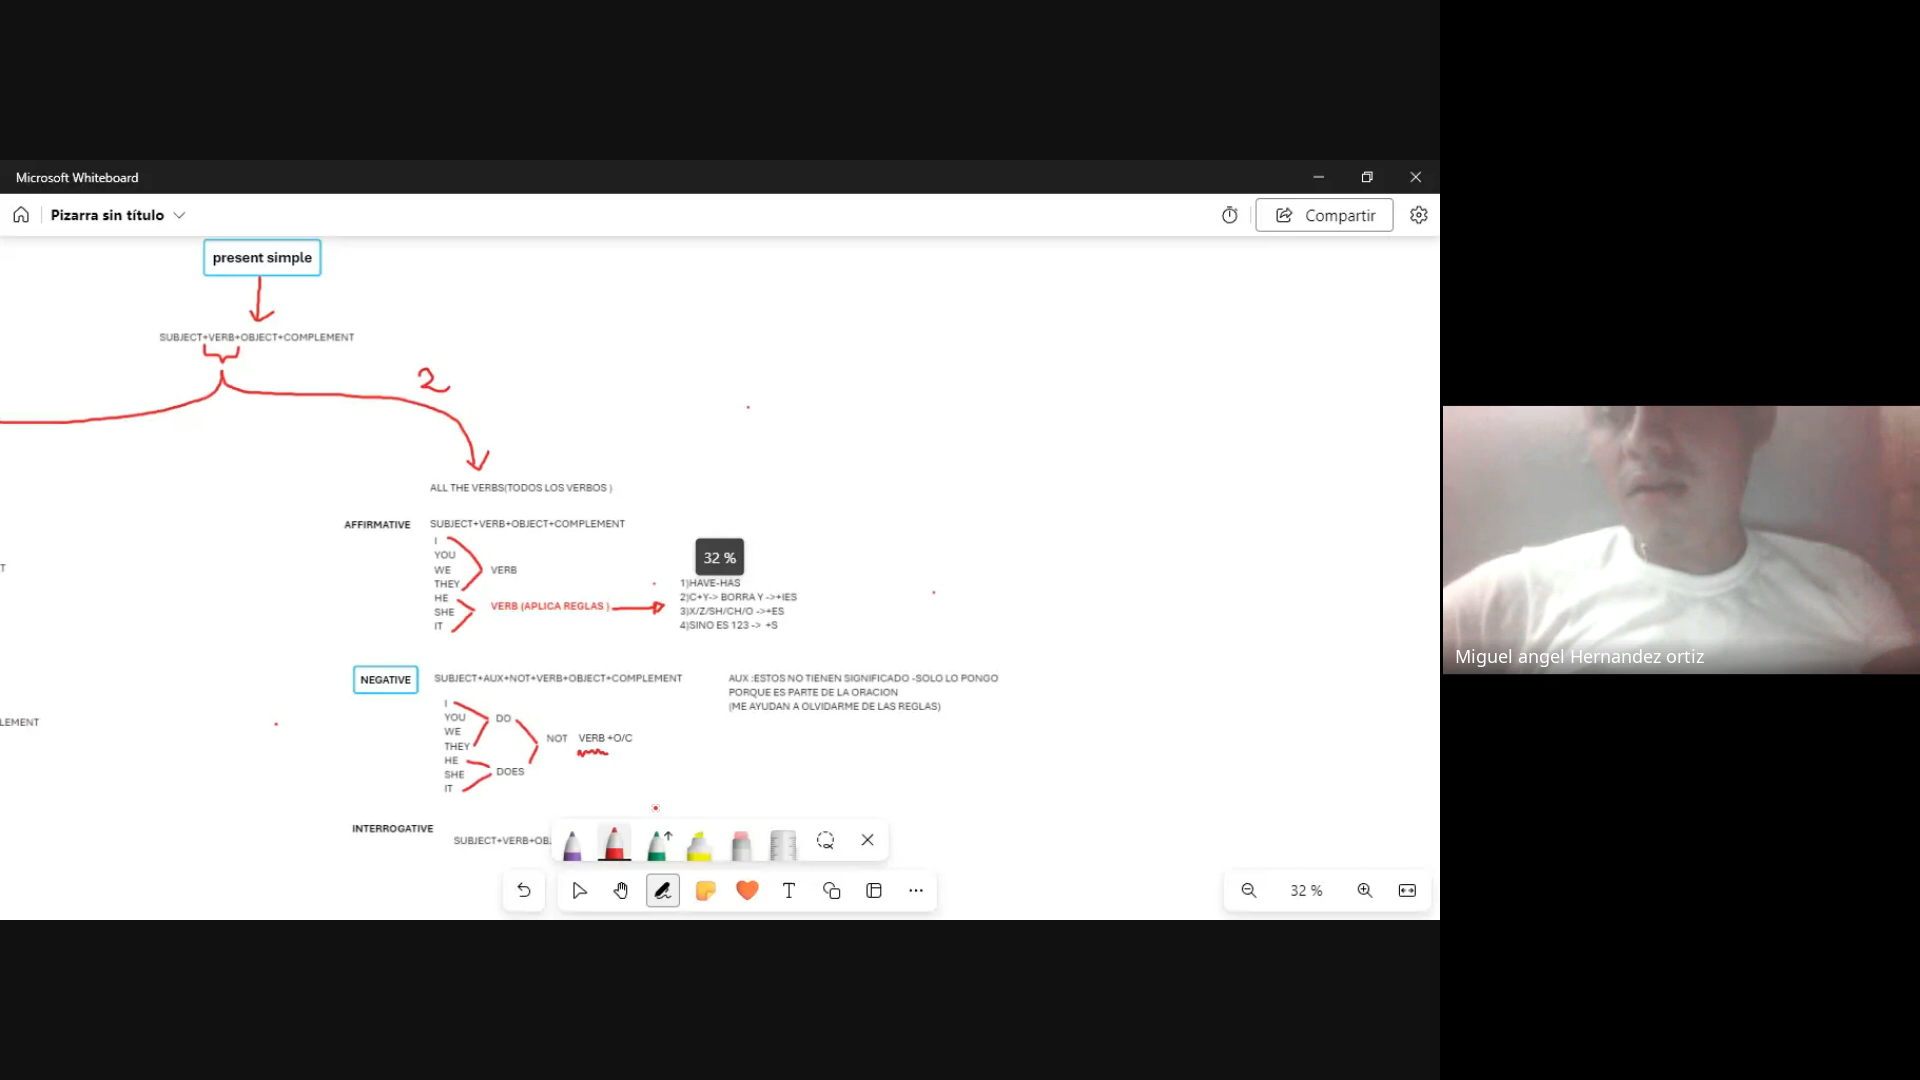 Microsoft Whiteboard
Pizarra sin título
Compartir
present simple
SUBJECT+VERB+OBJECT+COMPLEMENT
2
ALL THE VERBS(TODOS LOS VERBOS )
AFFIRMATIVE
SUBJECT+VERB+OBJECT+COMPLEMENT
I
YOU
WE
THEY
HE
SHE
IT
VERB
VERB (APLICA REGLAS )
32 %
1)HAVE-HAS
2)C+Y-> BORRA Y ->+IES
3)X/Z/SH/CH/O ->+ES
4)SINO ES 123 -> +S
T
NEGATIVE
SUBJECT+AUX+NOT+VERB+OBJECT+COMPLEMENT
AUX :ESTOS NO TIENEN SIGNIFICADO -SOLO LO PONGO
PORQUE ES PARTE DE LA ORACION
(ME AYUDAN A OLVIDARME DE LAS REGLAS)
LEMENT
I
YOU
WE
THEY
HE
SHE
IT
DO
DOES
NOT VERB +O/C
INTERROGATIVE
SUBJECT+VERB+OB
32 %
Miguel angel Hernandez ortiz